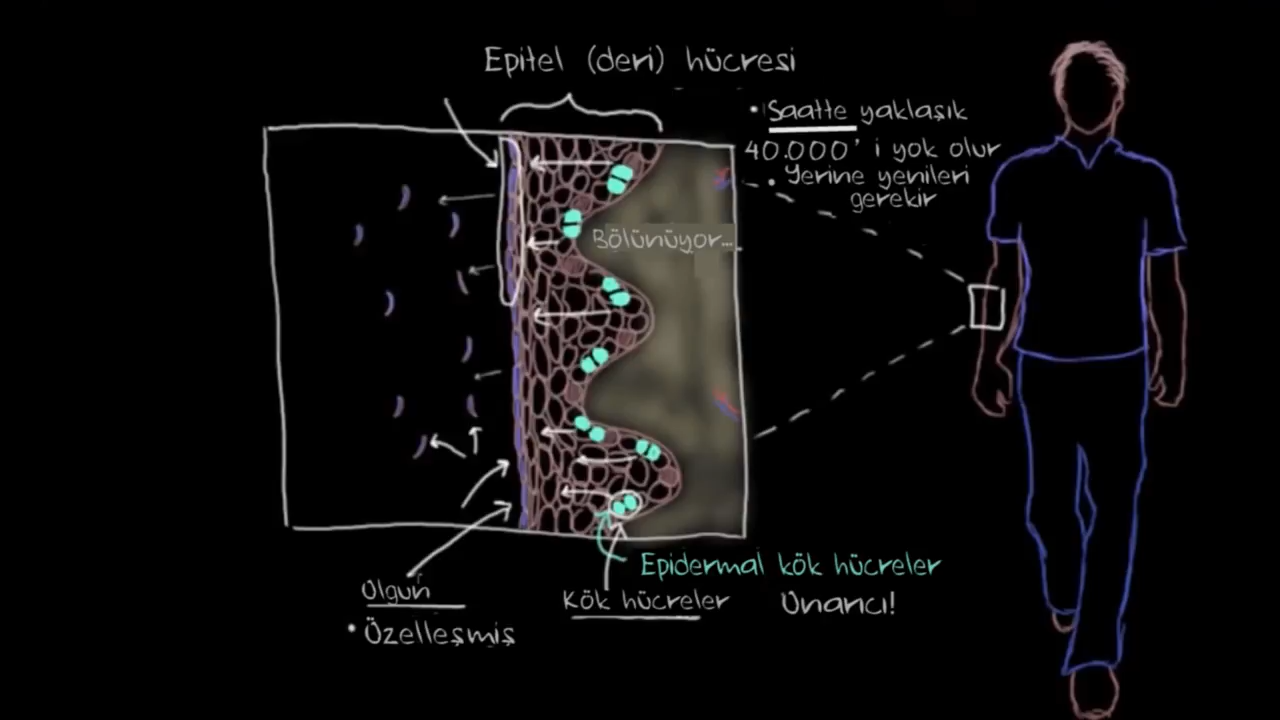 Epitel (deri) hücresi
• Saatte yaklaşık
40.000' i yok olur
• Yerine yenileri
gerekir
Bölünüyor...
Epidermal kök hücreler
Olgun
Kök hücreler
Onarıcı!
• Özelleşmiş